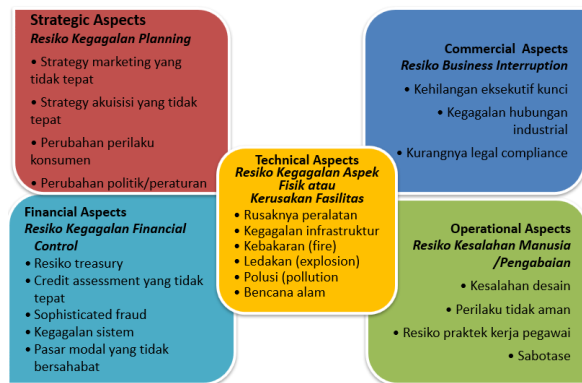 Strategic Aspects
Resiko Kegagalan Planning
• Strategy marketing yang
tidak tepat
• Strategy akuisisi yang tidak
tepat
• Perubahan perilaku
konsumen
• Perubahan politik/peraturan
Commercial Aspects
Resiko Business Interruption
• Kehilangan eksekutif kunci
• Kegagalan hubungan
industrial
• Kurangnya legal compliance
Technical Aspects
Resiko Kegagalan Aspek
Fisik atau
Kerusakan Fasilitas
• Rusaknya peralatan
• Kegagalan infrastruktur
• Kebakaran (fire)
• Ledakan (explosion)
• Polusi (pollution
• Bencana alam
Financial Aspects
Resiko Kegagalan Financial
Control
• Resiko treasury
• Credit assessment yang tidak
tepat
• Sophisticated fraud
• Kegagalan sistem
• Pasar modal yang tidak
bersahabat
Operational Aspects
Resiko Kesalahan Manusia
/Pengabaian
• Kesalahan desain
• Perilaku tidak aman
• Resiko praktek kerja pegawai
• Sabotase